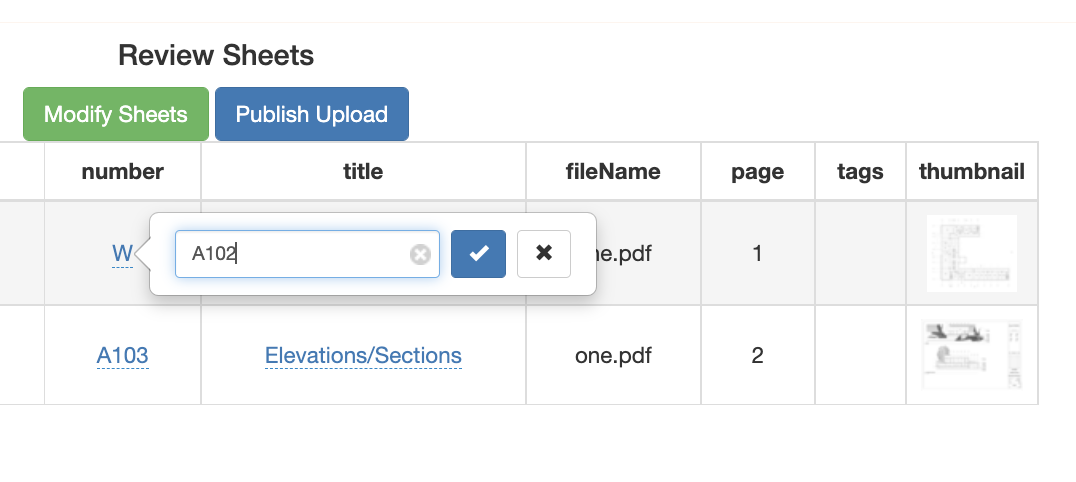 Review Sheets
Modify Sheets Publish Upload
number title fileName page tags thumbnail
W A102 ne.pdf 1
A103 Elevations/Sections one.pdf 2